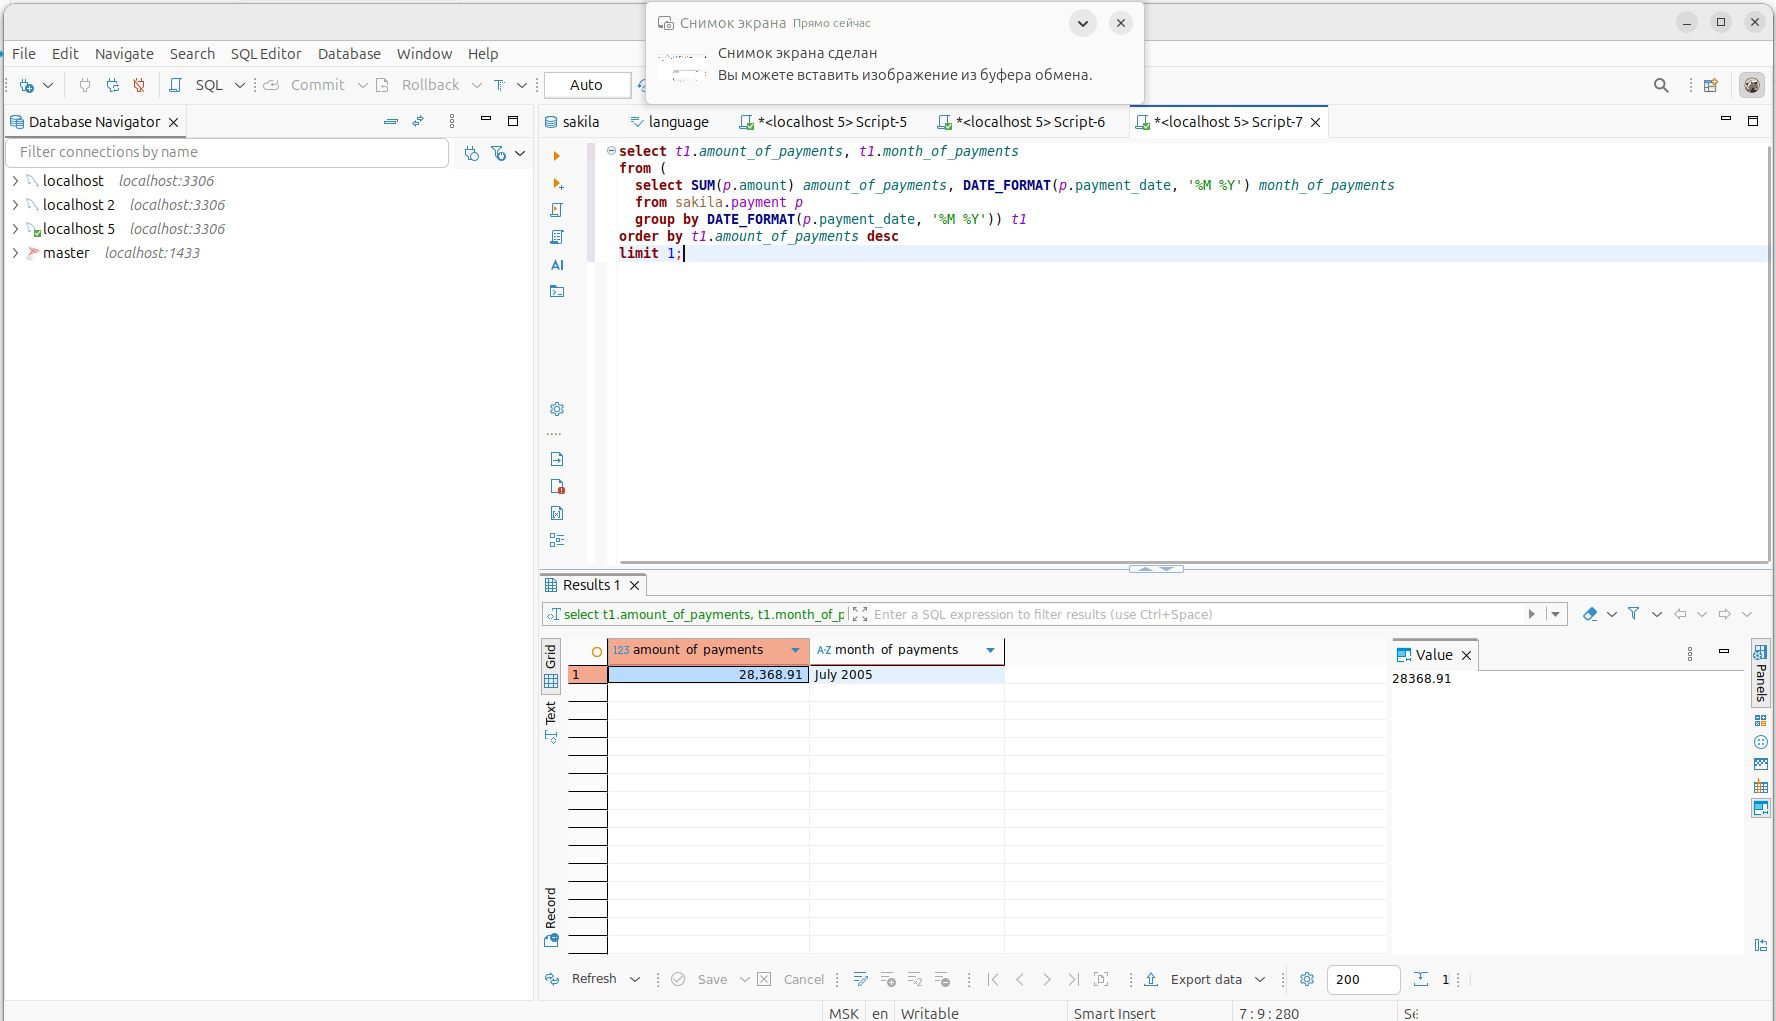 Снимок экрана Прямо сейчас
Снимок экрана сделан
Вы можете вставить изображение из буфера обмена.
File Edit Navigate Search SQL Editor Database Window Help
SQL Commit Rollback T Auto
Database Navigator
Filter connections by name
localhost localhost:3306
localhost 2 localhost:3306
localhost 5 localhost:3306
master localhost:1433
sakila language *<localhost 5> Script-5 *<localhost 5> Script-6 *<localhost 5> Script-7
select t1.amount_of_payments, t1.month_of_payments
from (
select SUM(p.amount) amount_of_payments, DATE_FORMAT(p.payment_date, '%M %Y') month_of_payments
from sakila.payment p
group by DATE_FORMAT(p.payment_date, '%M %Y')) t1
order by t1.amount_of_payments desc
limit 1;
AI
Results 1
select t1.amount_of_payments, t1.month_of_p Enter a SQL expression to filter results (use Ctrl+Space)
Grid
Text
Record
123 amount_of_payments A-Z month_of_payments
1 28,368.91 July 2005
Value
28368.91
Panels
Refresh Save Cancel Export data 200 1
MSK en Writable Smart Insert 7 : 9 : 280